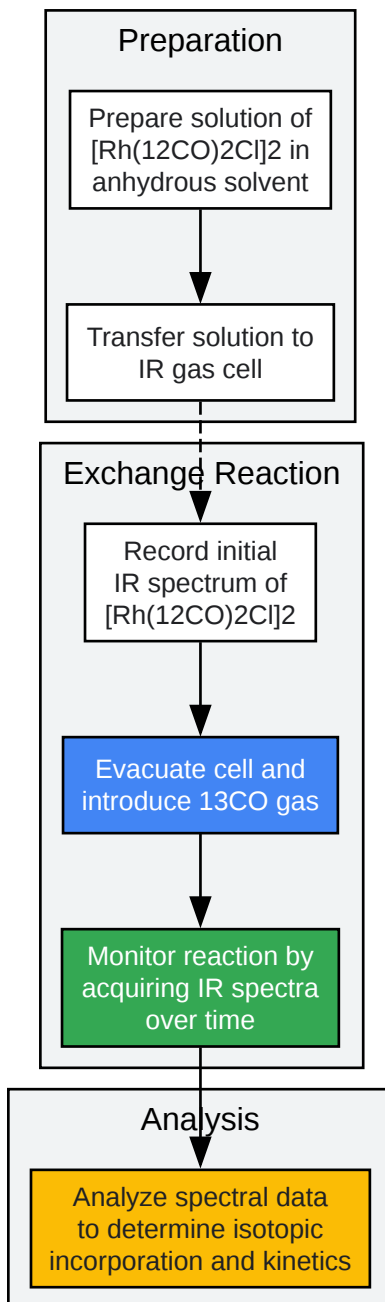 Preparation
Prepare solution of
[Rh(12CO)2Cl]2 in
anhydrous solvent
Transfer solution to
IR gas cell
Exchange Reaction
Record initial
IR spectrum of
[Rh(12CO)2Cl]2
Evacuate cell and
introduce 13CO gas
Monitor reaction by
acquiring IR spectra
over time
Analysis
Analyze spectral data
to determine isotopic
incorporation and kinetics